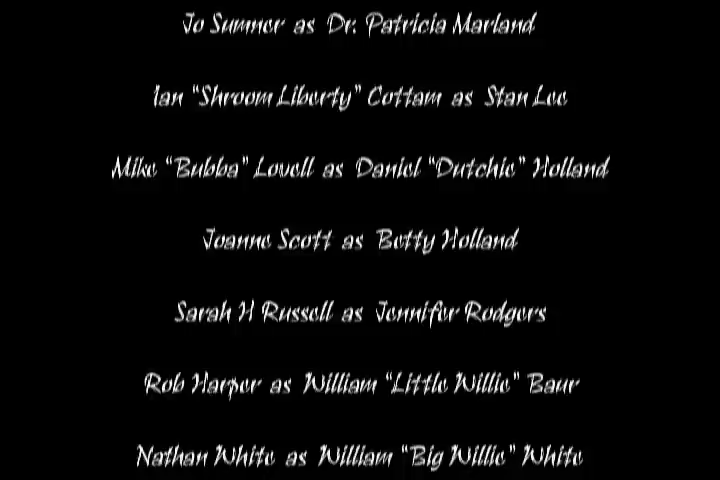 Jo Sumner as Dr. Patricia Marland
Ian “Shroom Liberty” Cottam as Stan Lee
Mike “Bubba” Lovell as Daniel “Dutchie” Holland
Joanne Scott as Betty Holland
Sarah H Russell as Jennifer Rodgers
Rob Harper as William “Little Willie” Baur
Nathan White as William “Big Willie” White